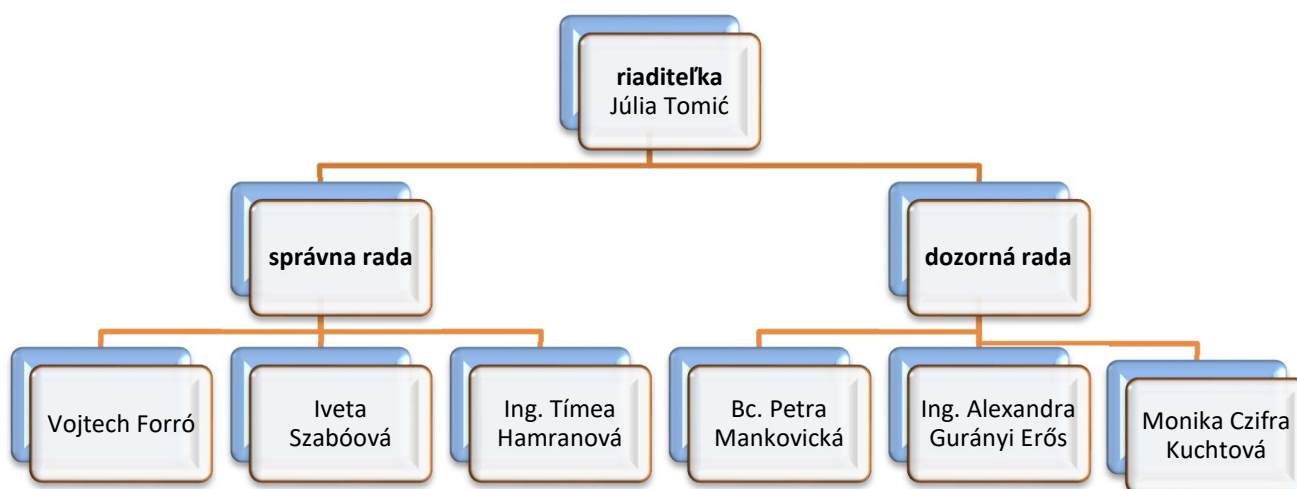 riaditeľka
Júlia Tomić
správna rada
dozorná rada
Vojtech Forró
Iveta
Szabóová
Ing. Tímea
Hamranová
Bc. Petra
Mankovická
Ing. Alexandra
Gurányi Erős
Monika Czifra
Kuchtová